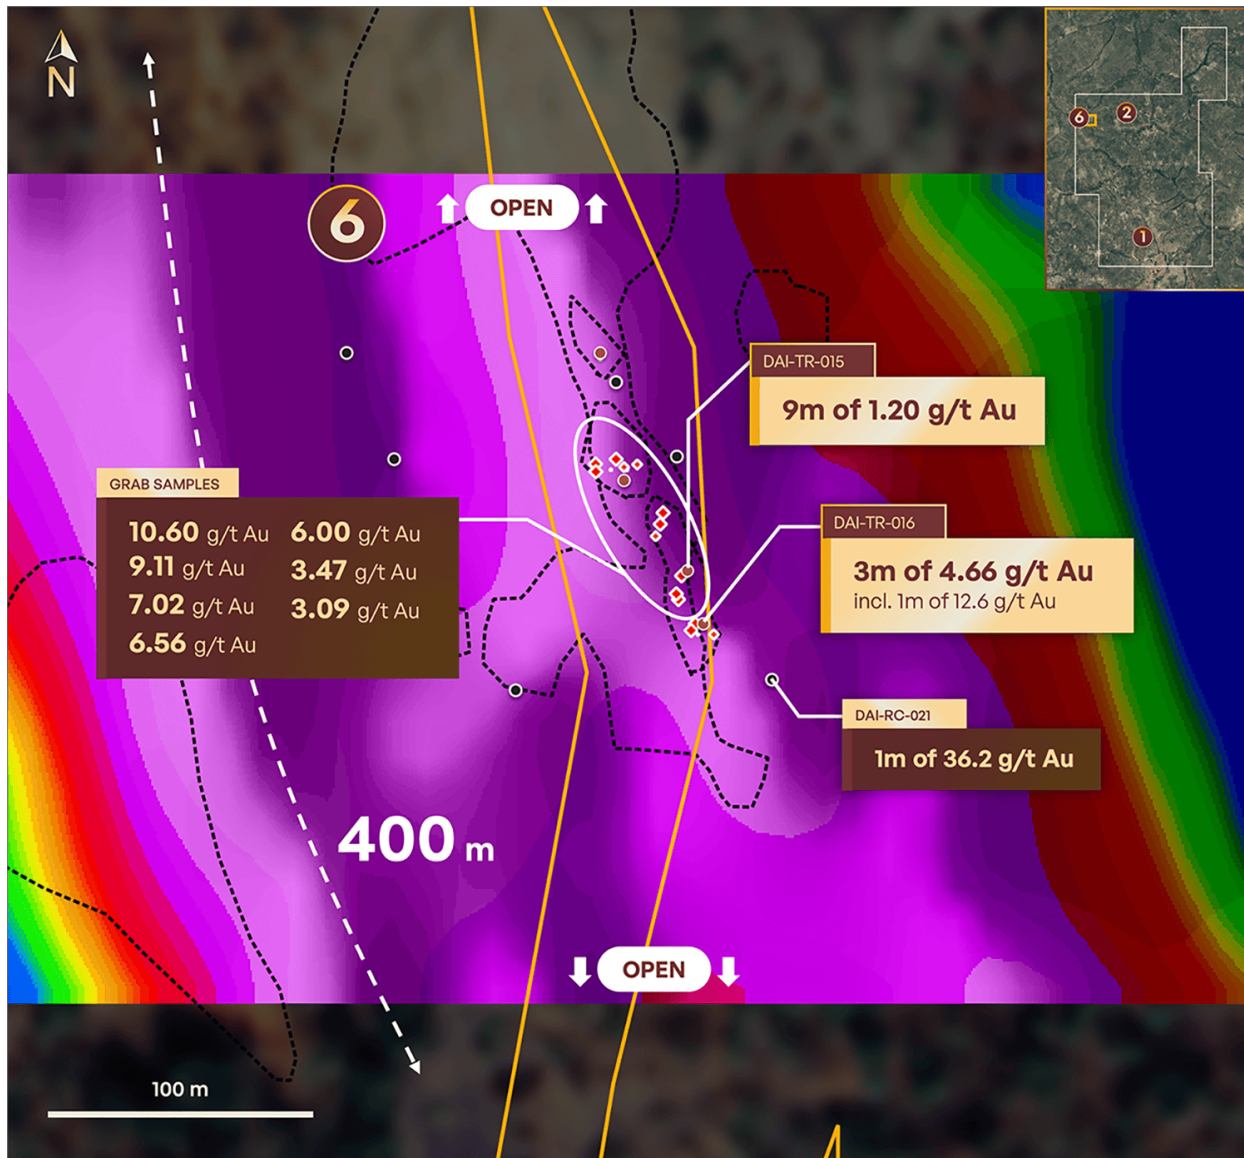 N
6
2
1
6
OPEN
DAI-TR-015
9m of 1.20 g/t Au
GRAB SAMPLES
10.60 g/t Au 6.00 g/t Au
9.11 g/t Au 3.47 g/t Au
7.02 g/t Au 3.09 g/t Au
6.56 g/t Au
DAI-TR-016
3m of 4.66 g/t Au
incl. 1m of 12.6 g/t Au
DAI-RC-021
1m of 36.2 g/t Au
400 m
OPEN
100 m